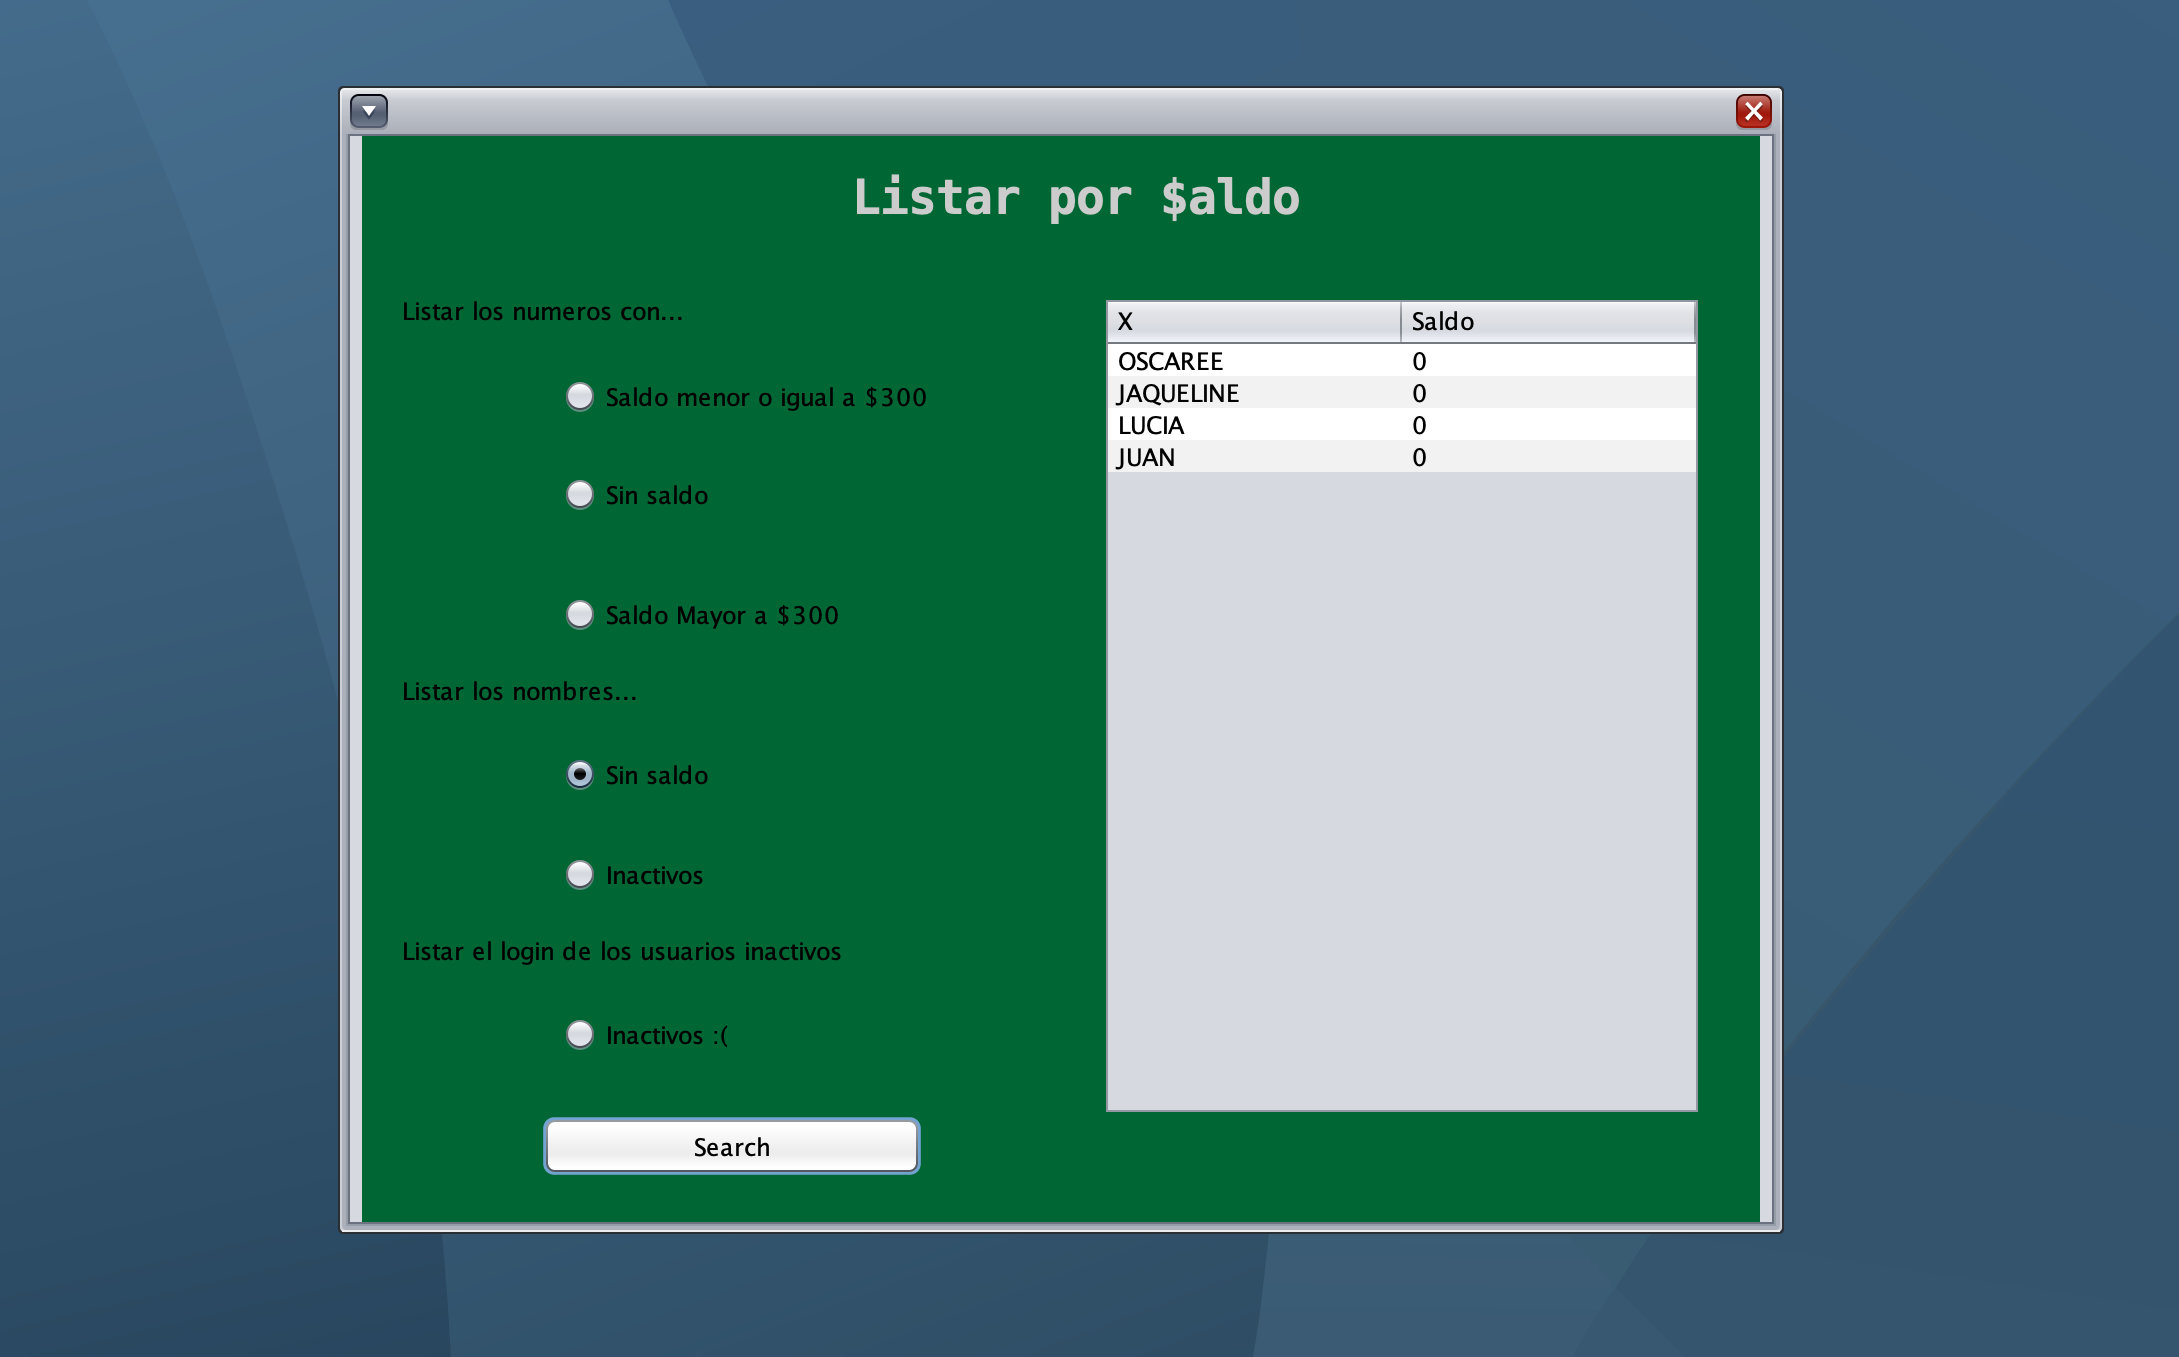 Listar por $aldo
Listar los numeros con...
Saldo menor o igual a $300
Sin saldo
Saldo Mayor a $300
Listar los nombres...
Sin saldo
Inactivos
Listar el login de los usuarios inactivos
Inactivos :(
Search
X Saldo
OSCAREE 0
JAQUELINE 0
LUCIA 0
JUAN 0